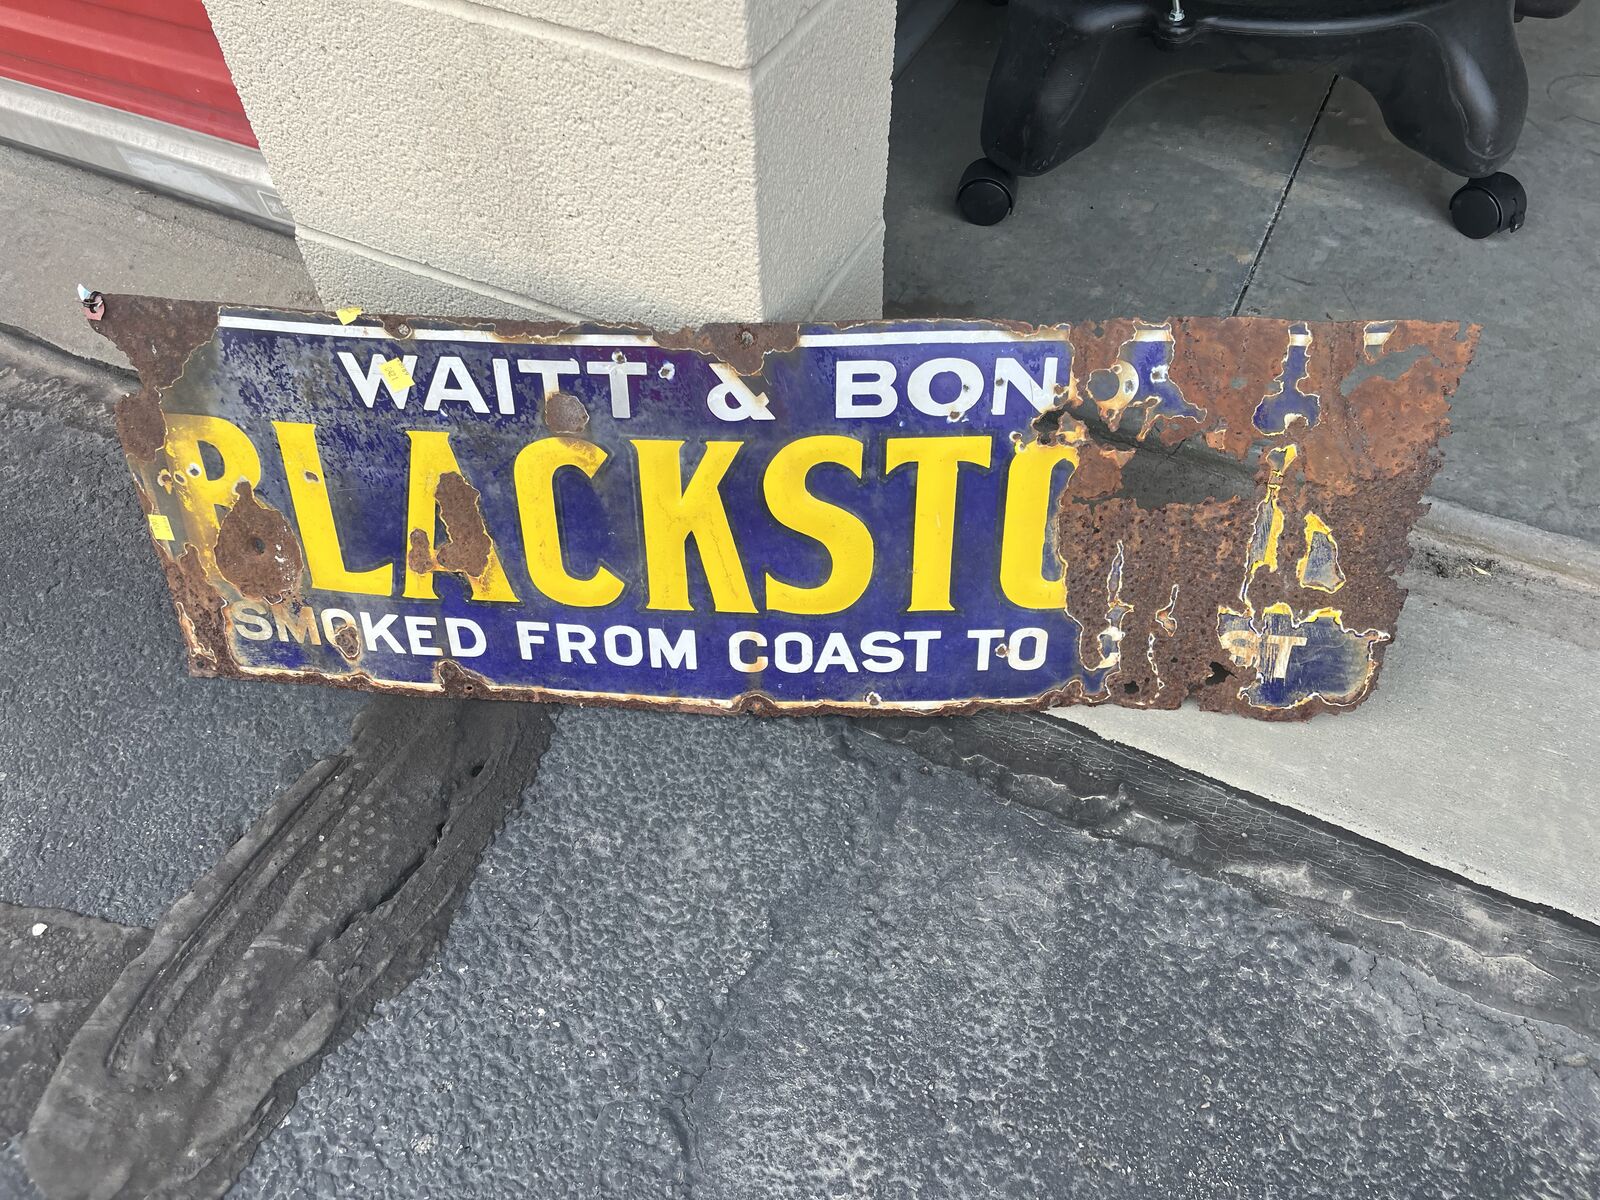 WAITT & BON
BLACKSTO
SMOKED FROM COAST TO